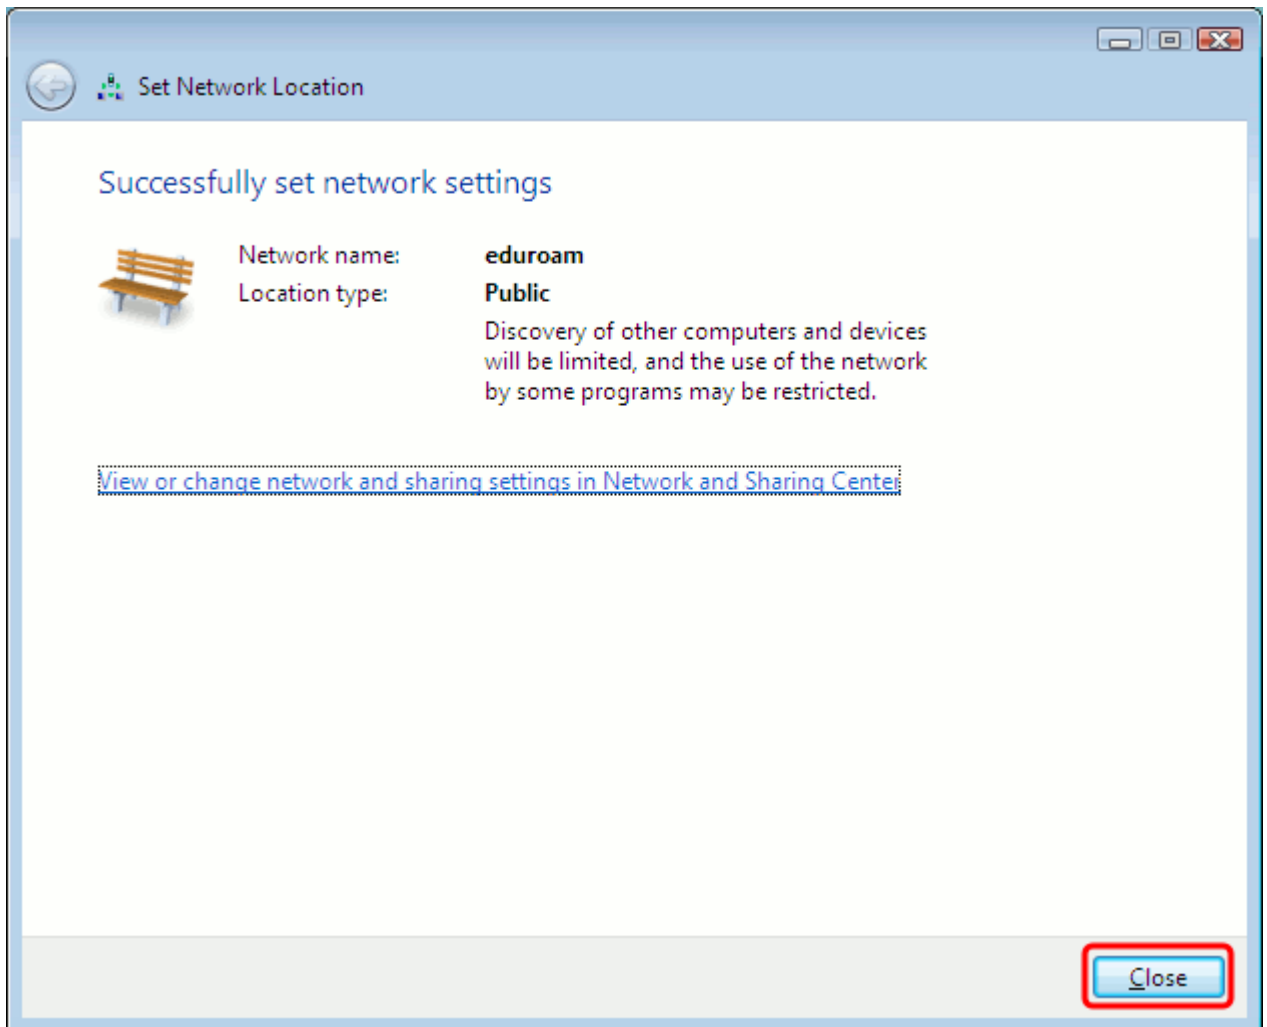 Set Network Location
Successfully set network settings
Network name: eduroam
Location type: Public
Discovery of other computers and devices
will be limited, and the use of the network
by some programs may be restricted.
View or change network and sharing settings in Network and Sharing Center
Close